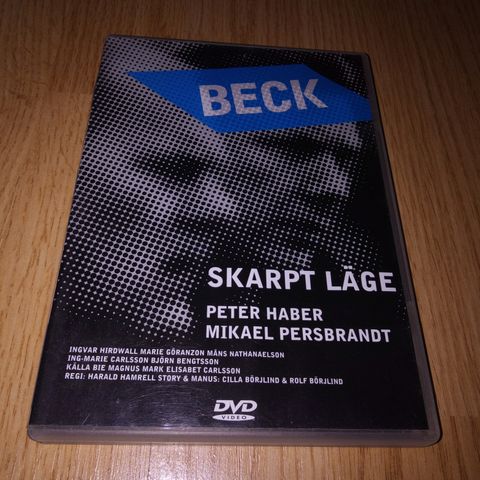 BECK
SKARPT LÄGE
PETER HABER
MIKAEL PERSBRANDT
INGVAR HIRDWALL MARIE GÖRANZON MÅNS NATHANAELSON
ING-MARIE CARLSSON BJÖRN BENGTSSON
KÄLLA BIE MAGNUS MARK ELISABET CARLSSON
REGI: HARALD HAMRELL STORY & MANUS: CILLA BÖRJLIND & ROLF BÖRJLIND
DVD
VIDEO